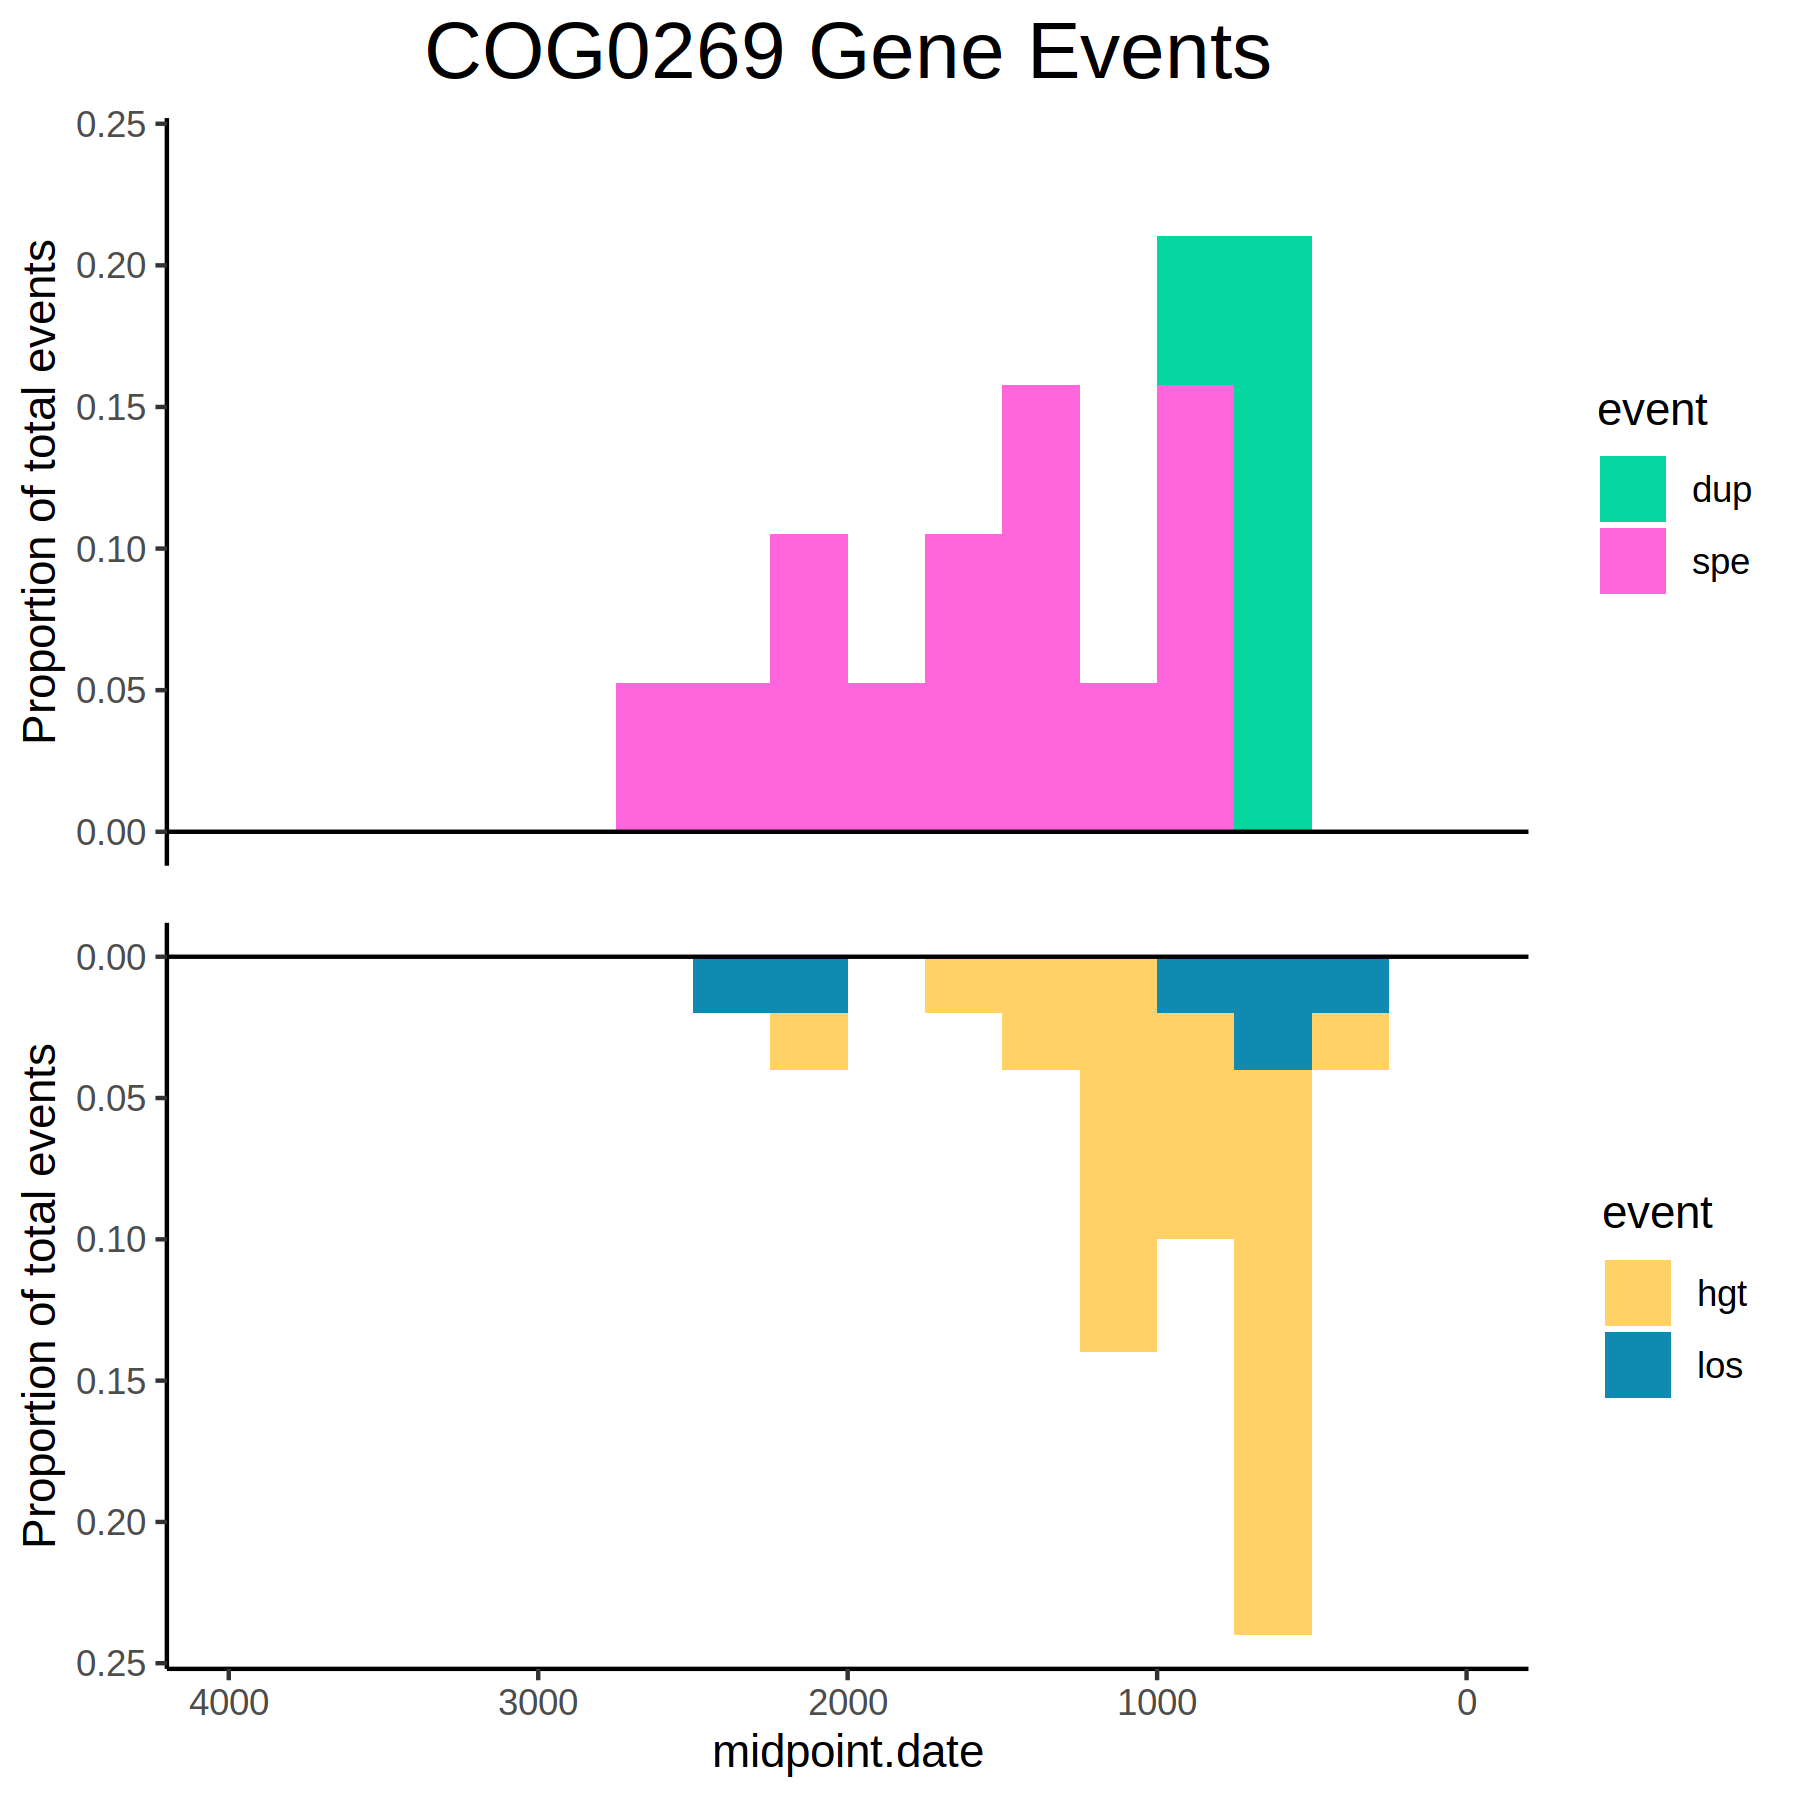 COG0269 Gene Events
0.25
0.20
0.15
0.10
0.05
0.00
Proportion of total events
event
dup
spe
0.00
0.05
0.10
0.15
0.20
0.25
Proportion of total events
event
hgt
los
4000 3000 2000 1000 0
midpoint.date